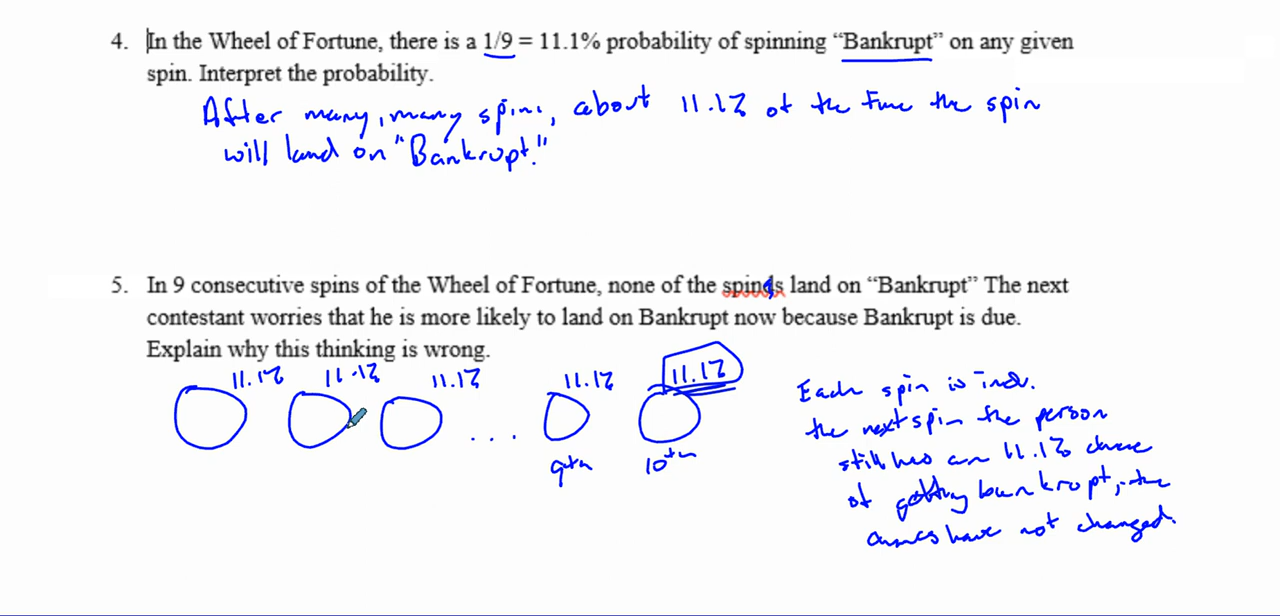 4. In the Wheel of Fortune, there is a 1/9 = 11.1% probability of spinning “Bankrupt” on any given
spin. Interpret the probability.
After many, many spins, about 11.1% of the time the spin
will land on "Bankrupt."
5. In 9 consecutive spins of the Wheel of Fortune, none of the spinds land on “Bankrupt” The next
contestant worries that he is more likely to land on Bankrupt now because Bankrupt is due.
Explain why this thinking is wrong.
11.1% 11.1% 11.1% 11.1% 11.1%
...
9th 10th
Each spin is ind.
the next spin the person
still has an 11.1% chance
of getting bankrupt, the
have not changed.